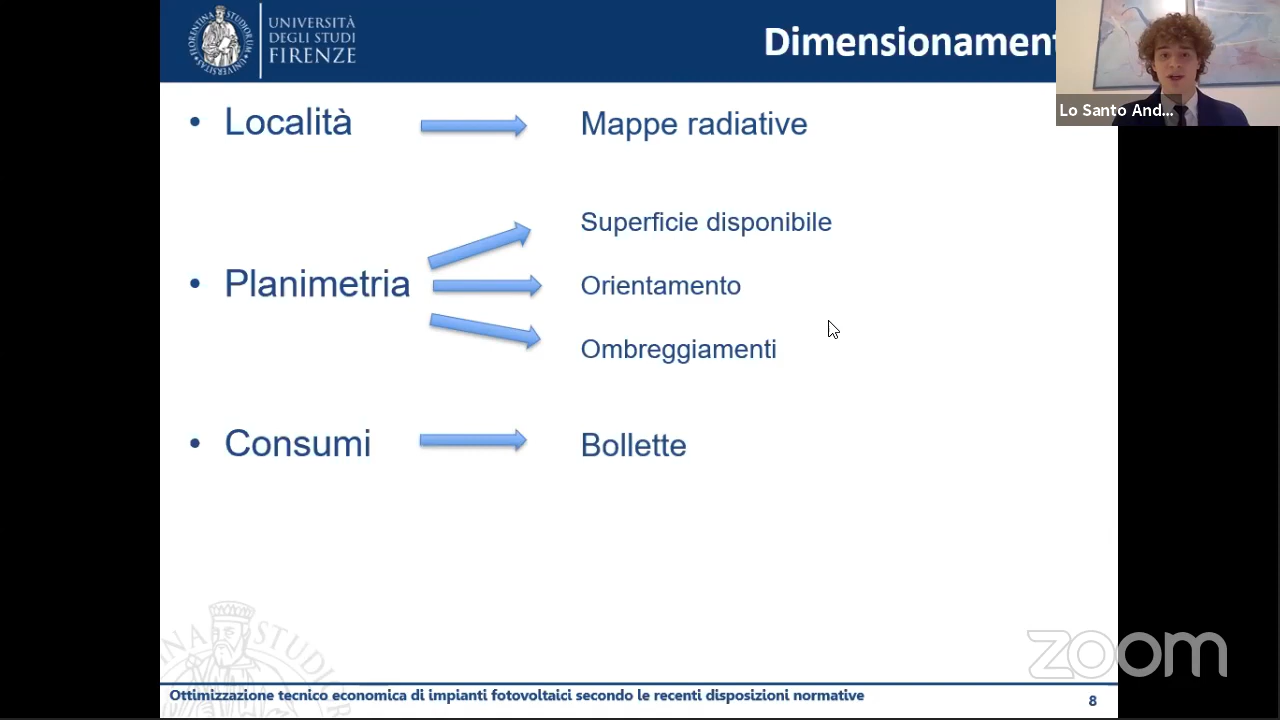 UNIVERSITÀ
DEGLI STUDI
FIRENZE
Dimensionament
Lo Santo And...
• Località
Mappe radiative
Superficie disponibile
• Planimetria
Orientamento
Ombreggiamenti
• Consumi
Bollette
zoom
Ottimizzazione tecnico economica di impianti fotovoltaici secondo le recenti disposizioni normative
8